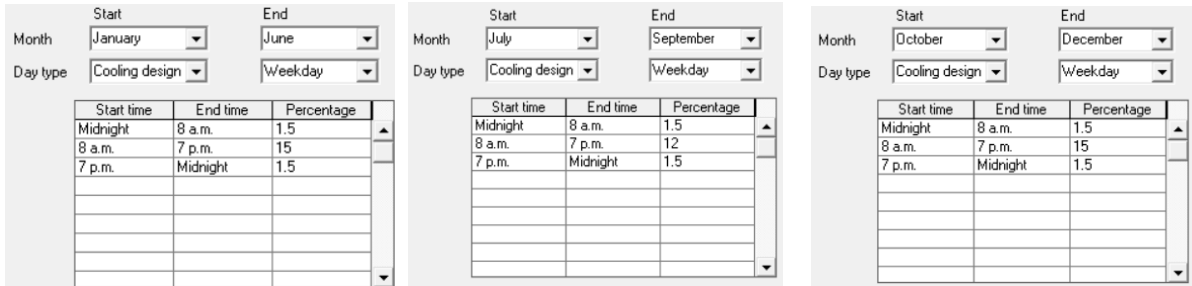 Start End
Month January June
Day type Cooling design Weekday
Start time End time Percentage
Midnight 8 a.m. 1.5
8 a.m. 7 p.m. 15
7 p.m. Midnight 1.5
Start End
Month July September
Day type Cooling design Weekday
Start time End time Percentage
Midnight 8 a.m. 1.5
8 a.m. 7 p.m. 12
7 p.m. Midnight 1.5
Start End
Month October December
Day type Cooling design Weekday
Start time End time Percentage
Midnight 8 a.m. 1.5
8 a.m. 7 p.m. 15
7 p.m. Midnight 1.5